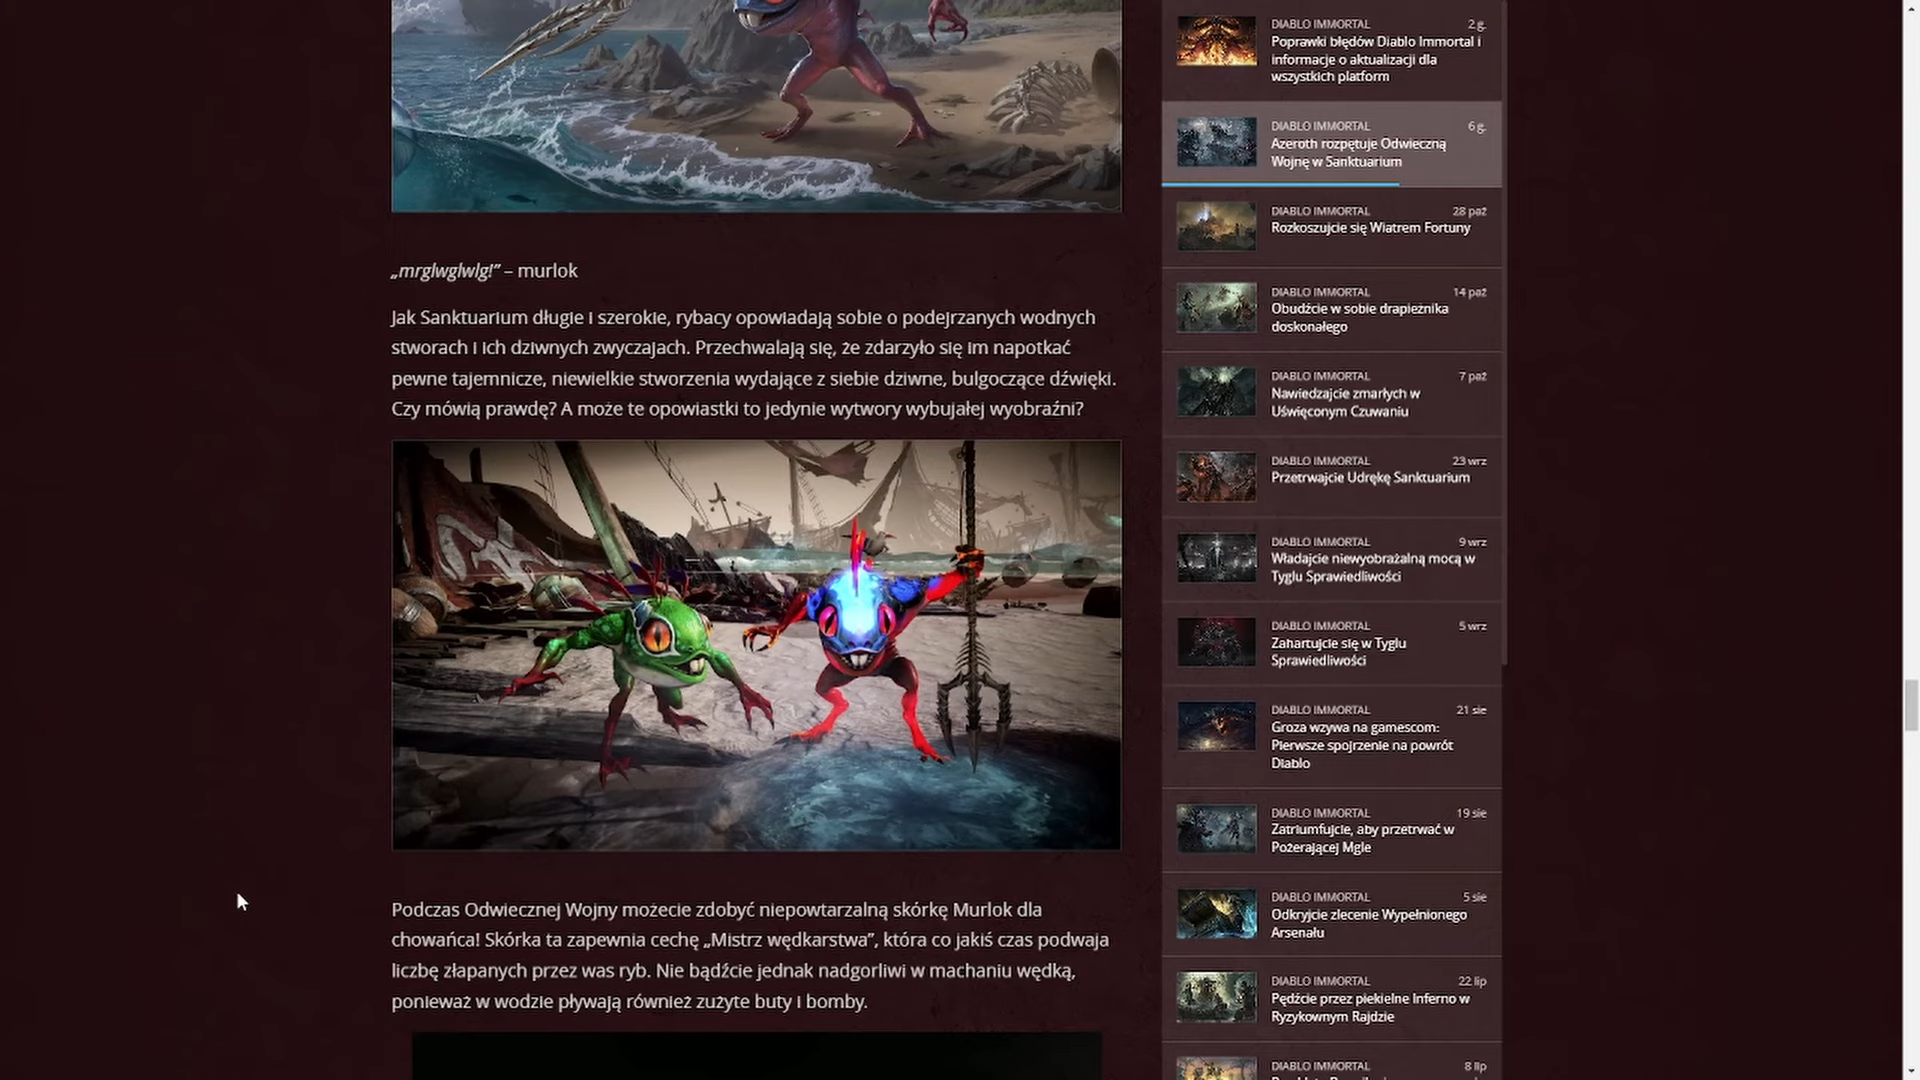 „mrglwglwlg!” – murlok
Jak Sanktuarium długie i szerokie, rybacy opowiadają sobie o podejrzanych wodnych
stworach i ich dziwnych zwyczajach. Przechwalają się, że zdarzyło się im napotkać
pewne tajemnicze, niewielkie stworzenia wydające z siebie dziwne, bulgoczące dźwięki.
Czy mówią prawdę? A może te opowiastki to jedynie wytwory wybujałej wyobraźni?
Podczas Odwiecznej Wojny możecie zdobyć niepowtarzalną skórkę Murlok dla
chowańca! Skórka ta zapewnia cechę „Mistrz wędkarstwa”, która co jakiś czas podwaja
liczbę złapanych przez was ryb. Nie bądźcie jednak nadgorliwi w machaniu wędką,
ponieważ w wodzie pływają również zużyte buty i bomby.
DIABLO IMMORTAL 2 g.
Poprawki błędów Diablo Immortal i
informacje o aktualizacji dla
wszystkich platform
DIABLO IMMORTAL 6 g.
Azeroth rozpętuje Odwieczną
Wojnę w Sanktuarium
DIABLO IMMORTAL 28 paź
Rozkoszujcie się Wiatrem Fortuny
DIABLO IMMORTAL 14 paź
Obudźcie w sobie drapieżnika
doskonałego
DIABLO IMMORTAL 7 paź
Nawiedzajcie zmarłych w
Uświęconym Czuwaniu
DIABLO IMMORTAL 23 wrz
Przetrwajcie Udrękę Sanktuarium
DIABLO IMMORTAL 9 wrz
Władajcie niewyobrażalną mocą w
Tyglu Sprawiedliwości
DIABLO IMMORTAL 5 wrz
Zahartujcie się w Tyglu
Sprawiedliwości
DIABLO IMMORTAL 21 sie
Groza wzywa na gamescom:
Pierwsze spojrzenie na powrót
Diablo
DIABLO IMMORTAL 19 sie
Zatriumfujcie, aby przetrwać w
Pożerającej Mgle
DIABLO IMMORTAL 5 sie
Odkryjcie zlecenie Wypełnionego
Arsenału
DIABLO IMMORTAL 22 lip
Pędźcie przez piekielne Inferno w
Ryzykownym Rajdzie
DIABLO IMMORTAL 8 lip